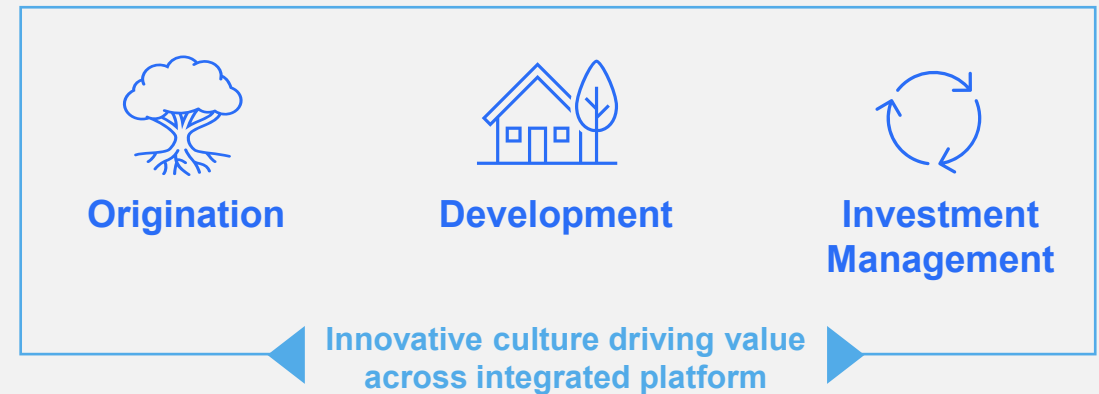 Origination
Development
Investment
Management
Innovative culture driving value
across integrated platform